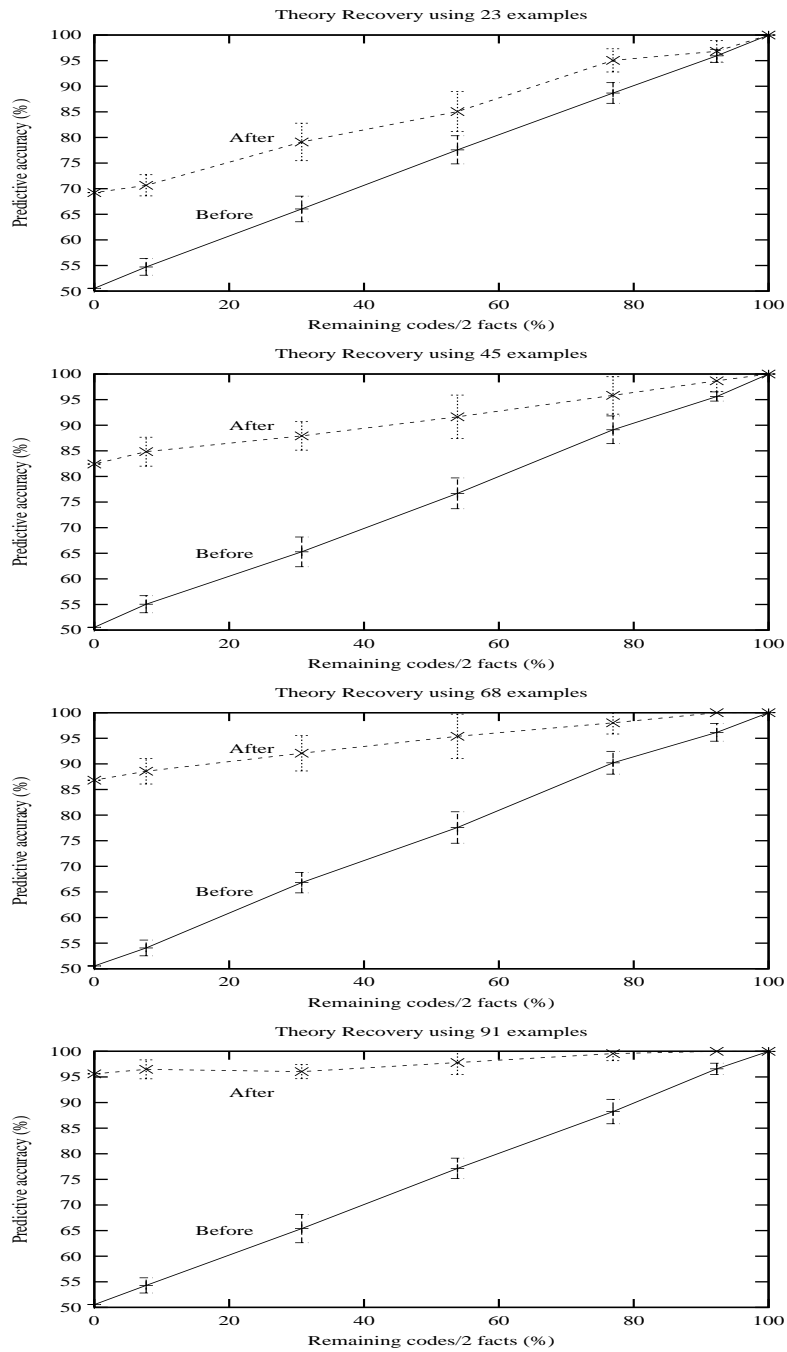 Theory Recovery using 23 examples
100
95
90
85
80
75
70
65
60
55
50
Predictive accuracy (%)
After
Before
0 20 40 60 80 100
Remaining codes/2 facts (%)
Theory Recovery using 45 examples
100
95
90
85
80
75
70
65
60
55
50
Predictive accuracy (%)
After
Before
0 20 40 60 80 100
Remaining codes/2 facts (%)
Theory Recovery using 68 examples
100
95
90
85
80
75
70
65
60
55
50
Predictive accuracy (%)
After
Before
0 20 40 60 80 100
Remaining codes/2 facts (%)
Theory Recovery using 91 examples
100
95
90
85
80
75
70
65
60
55
50
Predictive accuracy (%)
After
Before
0 20 40 60 80 100
Remaining codes/2 facts (%)